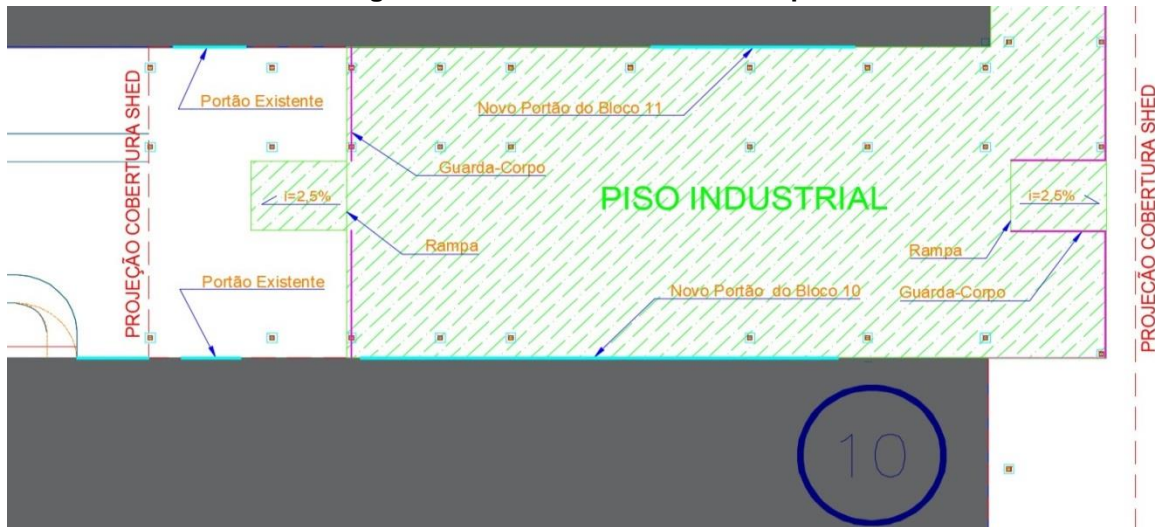 PROJEÇÃO COBERTURA SHED
Portão Existente
Novo Portão do Bloco 11
Guarda-Corpo
i=2,5%
PISO INDUSTRIAL
i=2,5%
Rampa
Rampa
Portão Existente
Novo Portão do Bloco 10
Guarda-Corpo
PROJEÇÃO COBERTURA SHED
10